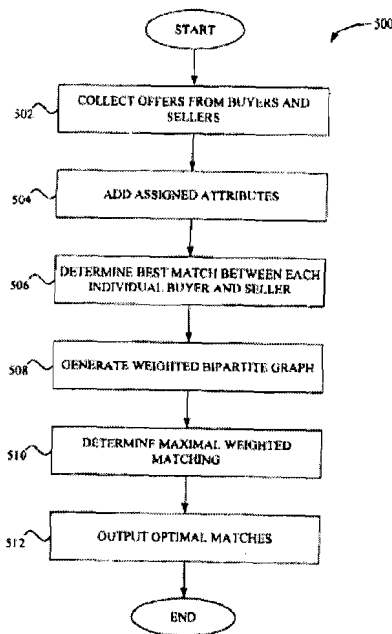 START
500
COLLECT OFFERS FROM BUYERS AND
SELLERS
502
ADD ASSIGNED ATTRIBUTES
504
DETERMINE BEST MATCH BETWEEN EACH
INDIVIDUAL BUYER AND SELLER
506
GENERATE WEIGHTED BIPARTITE GRAPH
508
DETERMINE MAXIMAL WEIGHTED
MATCHING
510
OUTPUT OPTIMAL MATCHES
512
END